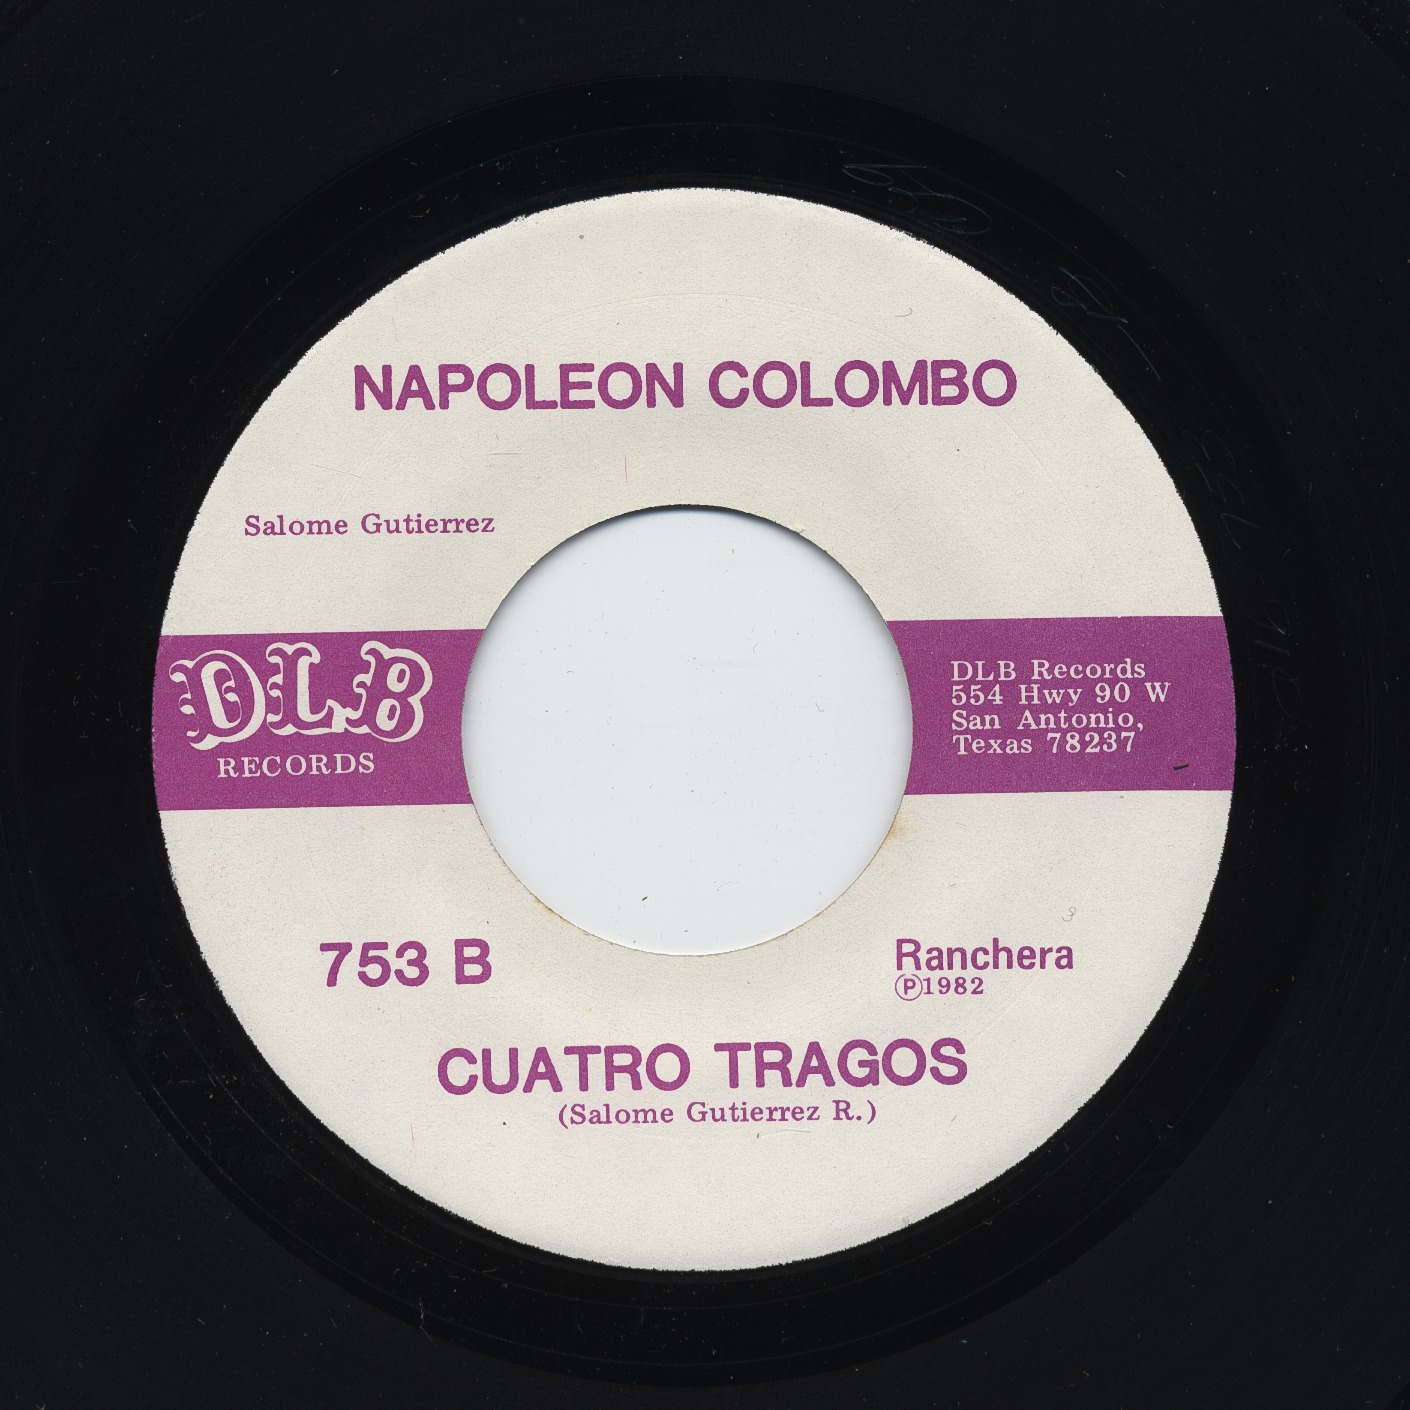 NAPOLEON COLOMBO
Salome Gutierrez
DLB
RECORDS
DLB Records
554 Hwy 90 W
San Antonio,
Texas 78237
753 B
Ranchera
Ⓟ1982
CUATRO TRAGOS
(Salome Gutierrez R.)